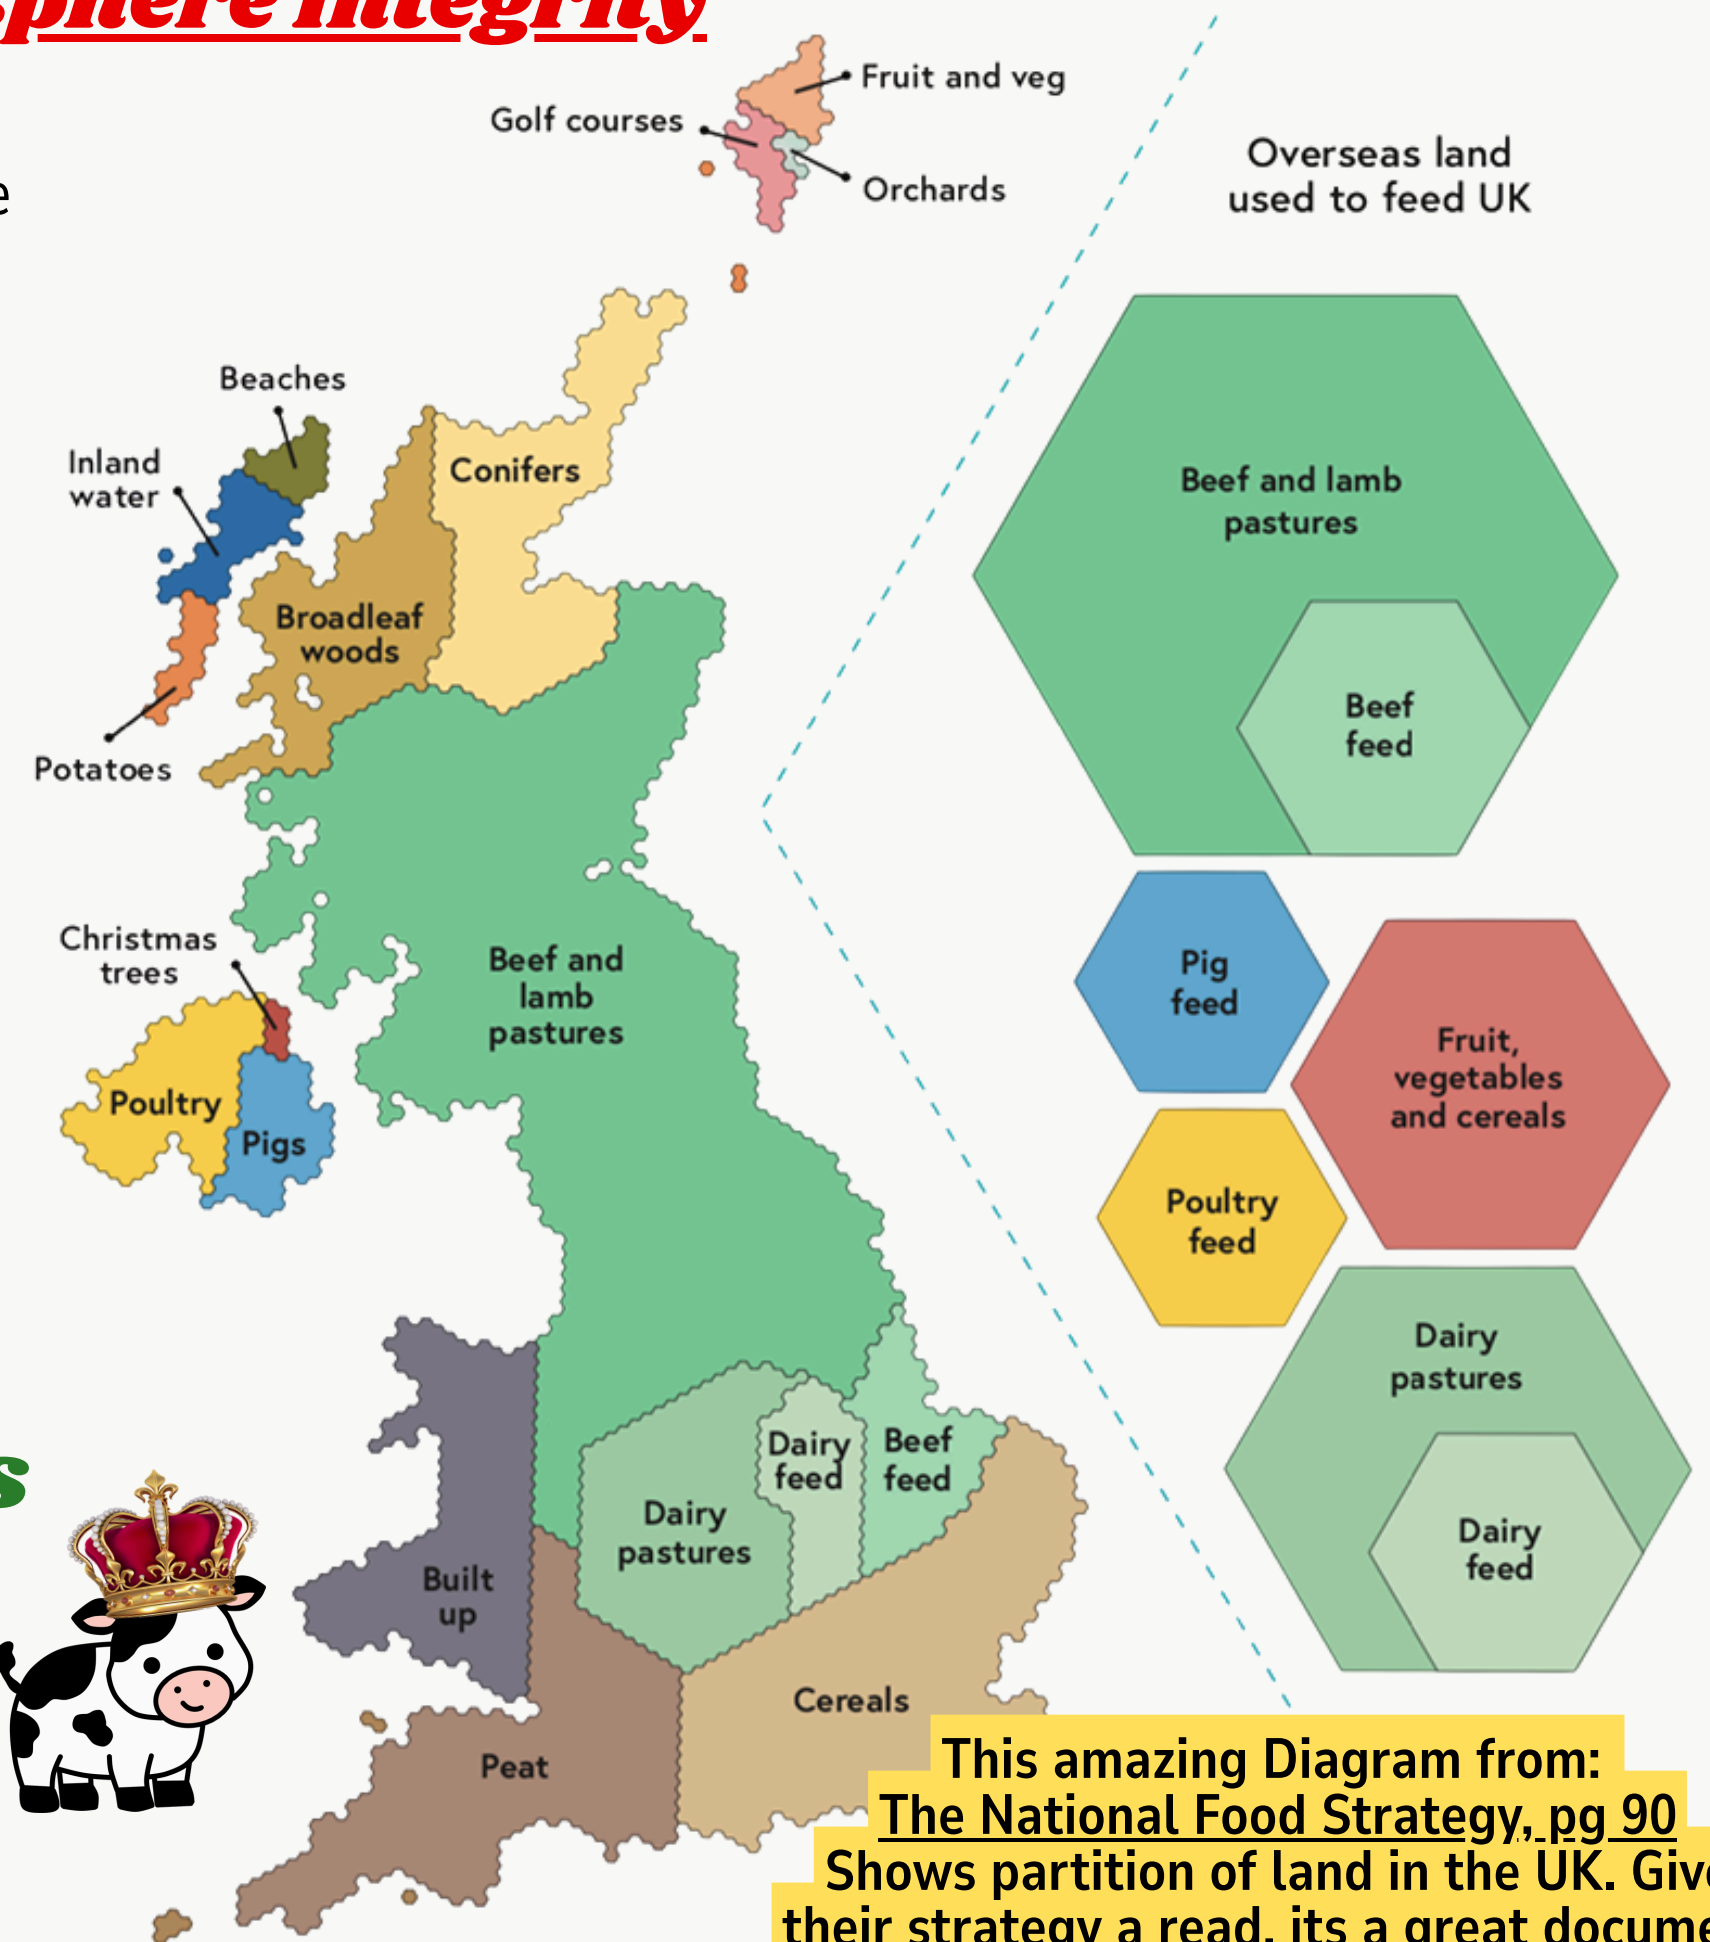 sphere Integrity
e
Fruit and veg
Golf courses
Orchards
Overseas land
used to feed UK
Beaches
Inland
water
Conifers
Broadleaf
woods
Potatoes
Beef and lamb
pastures
Beef
feed
Christmas
trees
Beef and
lamb
pastures
Poultry
Pigs
Pig
feed
Fruit,
vegetables
and cereals
Poultry
feed
Dairy
pastures
Dairy
feed
Dairy
feed
Beef
feed
Dairy
pastures
s
Built
up
Cereals
Peat
This amazing Diagram from:
The National Food Strategy, pg 90
Shows partition of land in the UK. Give
their strategy a read, its a great docume